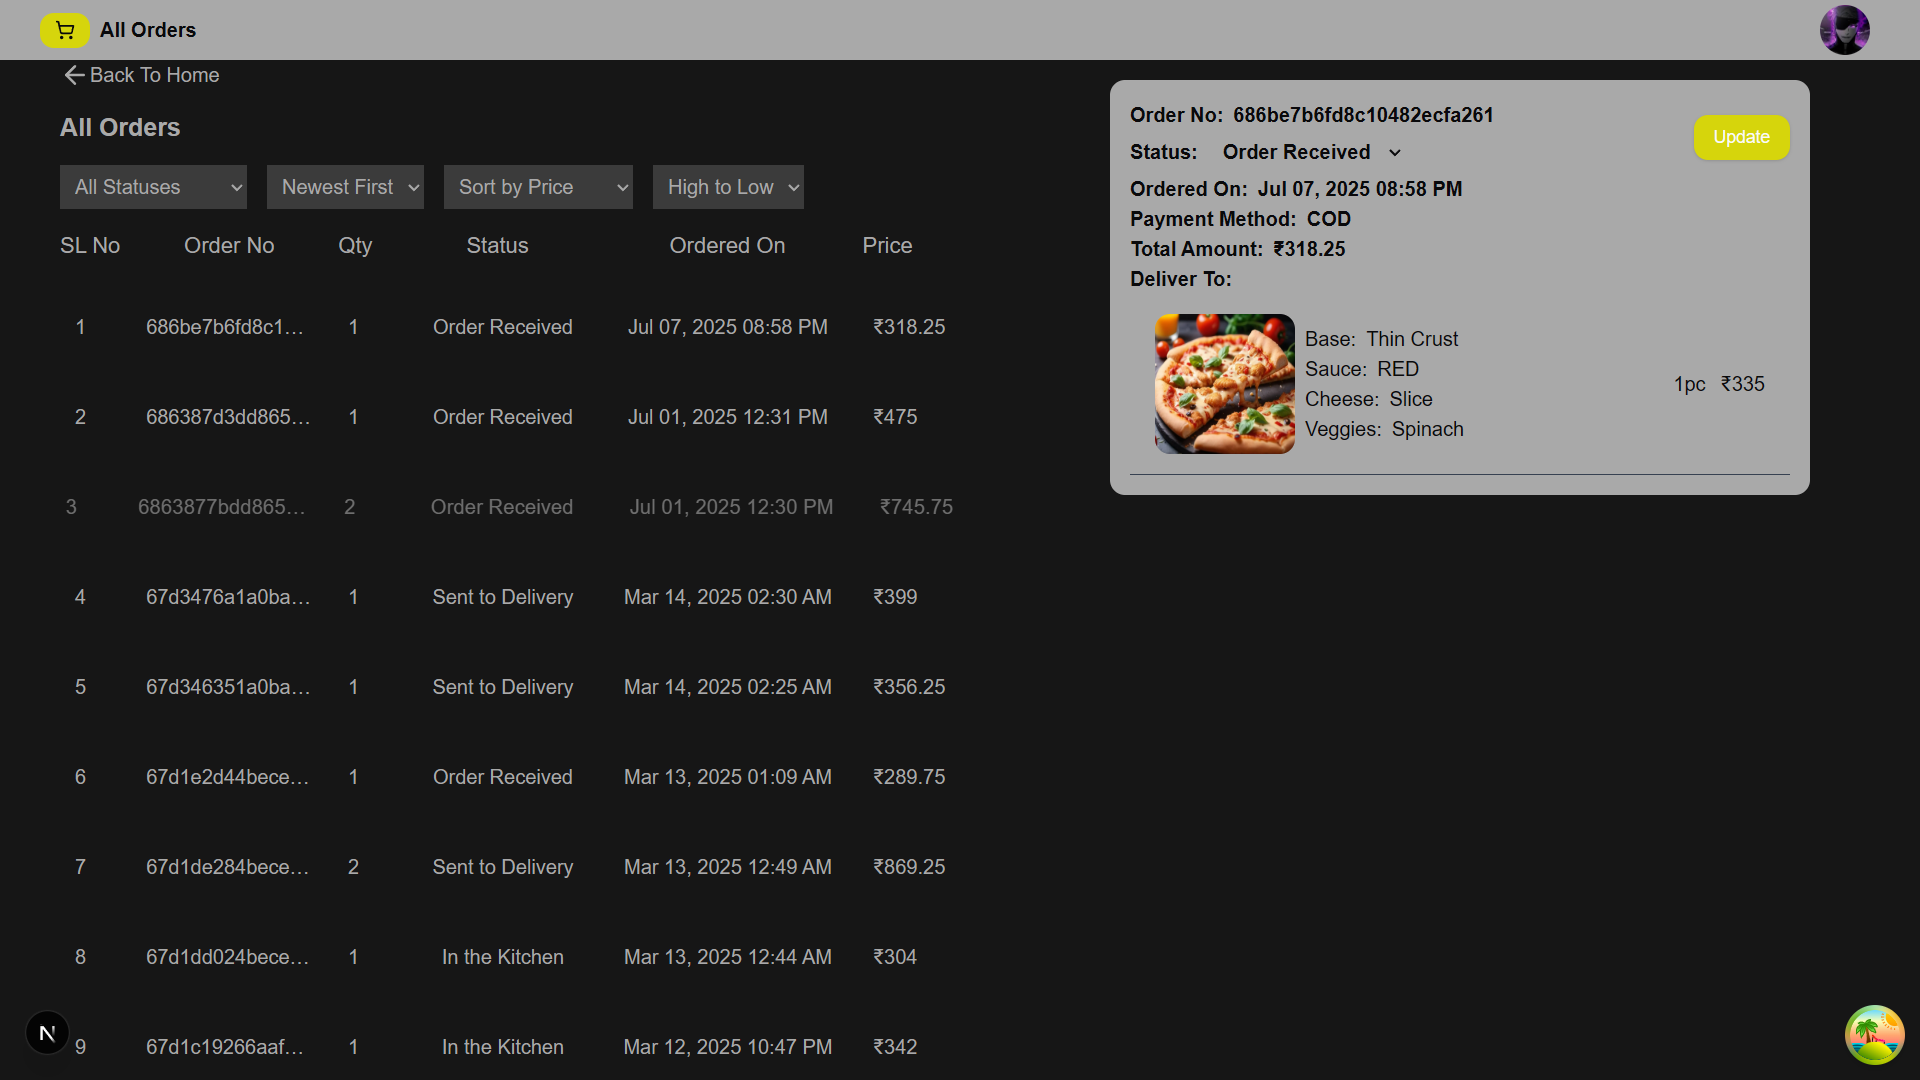 All Orders
Back To Home
All Orders
All Statuses Newest First Sort by Price High to Low
SL No Order No Qty Status Ordered On Price
1 686be7b6fd8c1... 1 Order Received Jul 07, 2025 08:58 PM ₹318.25
2 686387d3dd865... 1 Order Received Jul 01, 2025 12:31 PM ₹475
3 6863877bdd865... 2 Order Received Jul 01, 2025 12:30 PM ₹745.75
4 67d3476a1a0ba... 1 Sent to Delivery Mar 14, 2025 02:30 AM ₹399
5 67d346351a0ba... 1 Sent to Delivery Mar 14, 2025 02:25 AM ₹356.25
6 67d1e2d44bece... 1 Order Received Mar 13, 2025 01:09 AM ₹289.75
7 67d1de284bece... 2 Sent to Delivery Mar 13, 2025 12:49 AM ₹869.25
8 67d1dd024bece... 1 In the Kitchen Mar 13, 2025 12:44 AM ₹304
9 67d1c19266aaf... 1 In the Kitchen Mar 12, 2025 10:47 PM ₹342
N
Order No: 686be7b6fd8c10482ecfa261
Update
Status: Order Received
Ordered On: Jul 07, 2025 08:58 PM
Payment Method: COD
Total Amount: ₹318.25
Deliver To:
Base: Thin Crust
Sauce: RED
1pc ₹335
Cheese: Slice
Veggies: Spinach